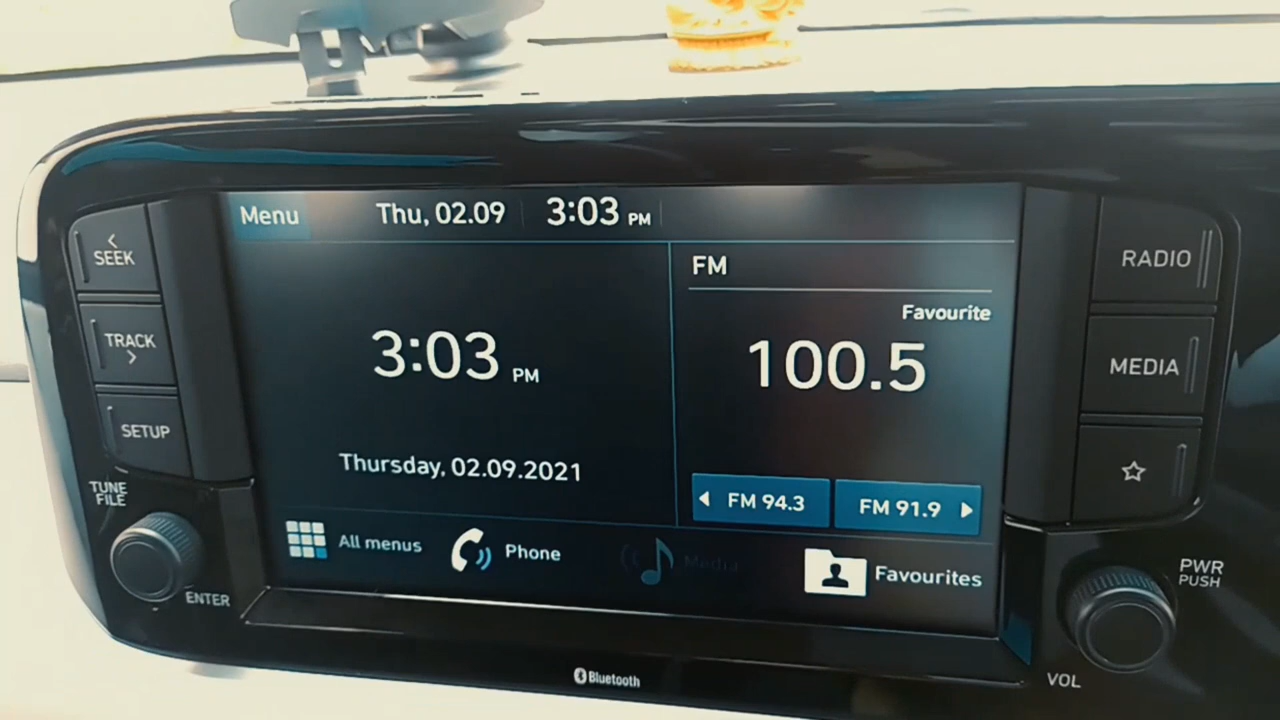 Menu
Thu, 02.09
3:03 PM
SEEK
TRACK
SETUP
TUNE
FILE
ENTER
3:03 PM
Thursday, 02.09.2021
FM
Favourite
100.5
FM 94.3
FM 91.9
All menus
Phone
Media
Favourites
RADIO
MEDIA
PWR
PUSH
VOL
Bluetooth